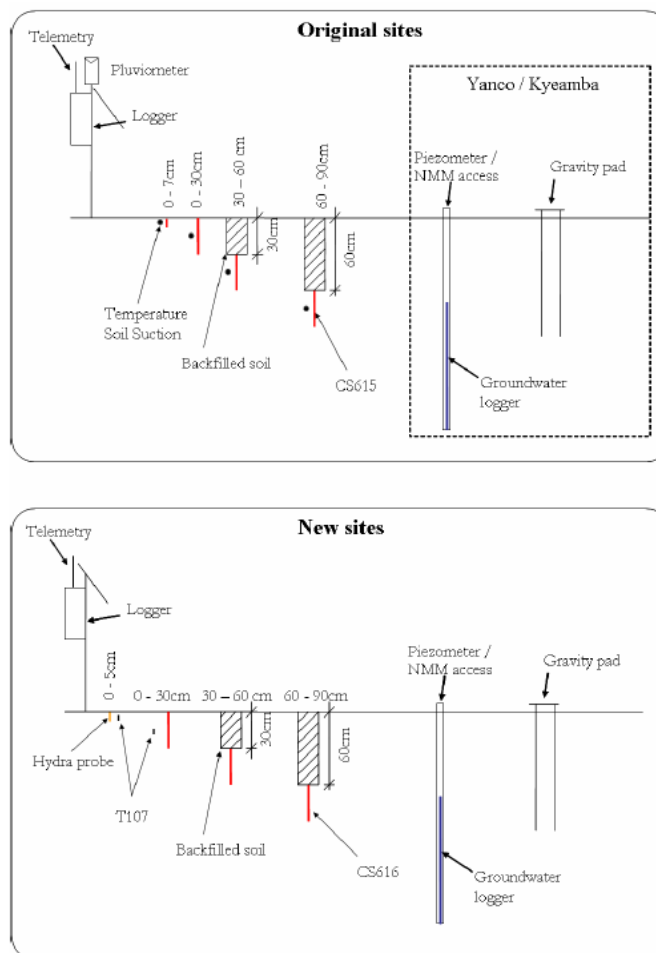 Original sites
Telemetry
Pluviometer
Logger
Yanco / Kyeamba
0 - 7cm
0 - 30cm
30 – 60 cm
60 - 90cm
Piezometer /
NMM access
Gravity pad
30cm
60cm
Temperature
Soil Suction
Backfilled soil
CS615
Groundwater
logger
New sites
Telemetry
Logger
0 - 5cm
0 - 30cm
30 – 60 cm
60 - 90cm
Piezometer /
NMM access
Gravity pad
30cm
60cm
Hydra probe
T107
Backfilled soil
CS616
Groundwater
logger